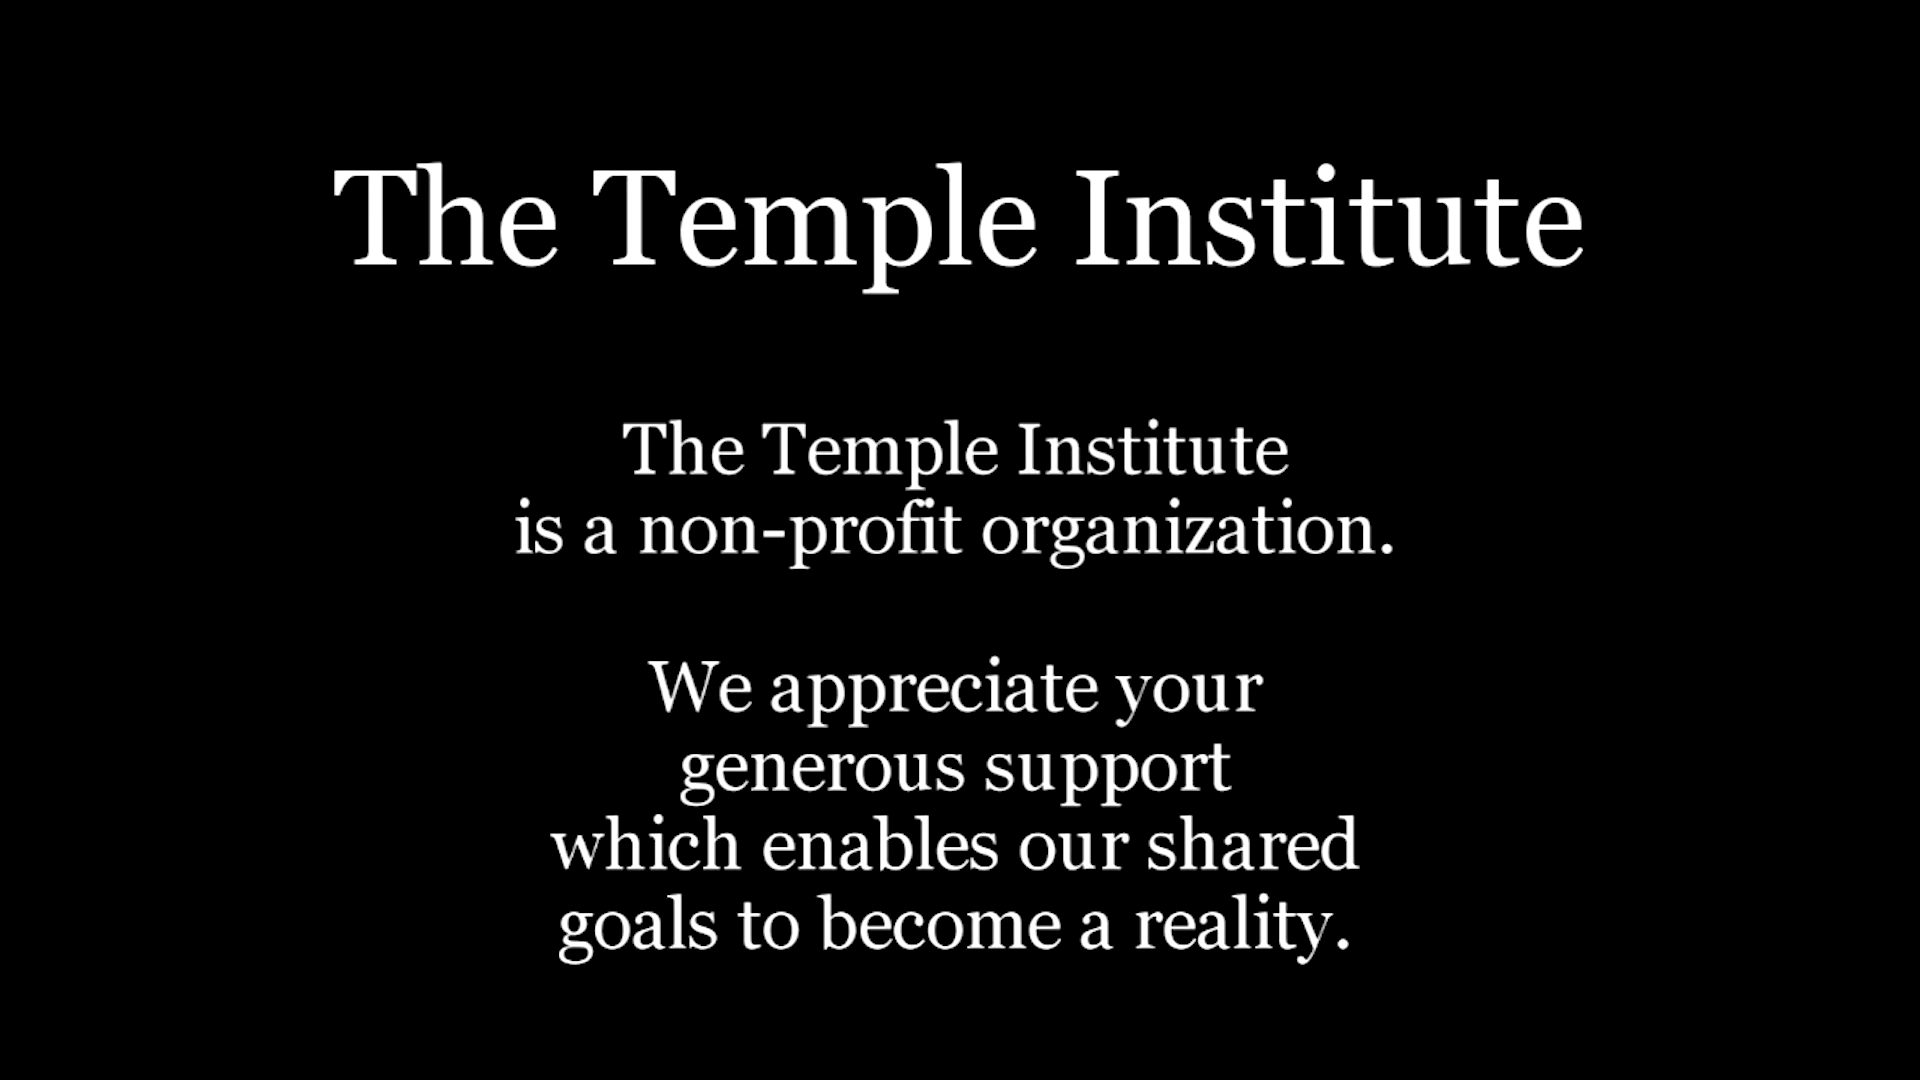 The Temple Institute
The Temple Institute
is a non-profit organization.
We appreciate your
generous support
which enables our shared
goals to become a reality.